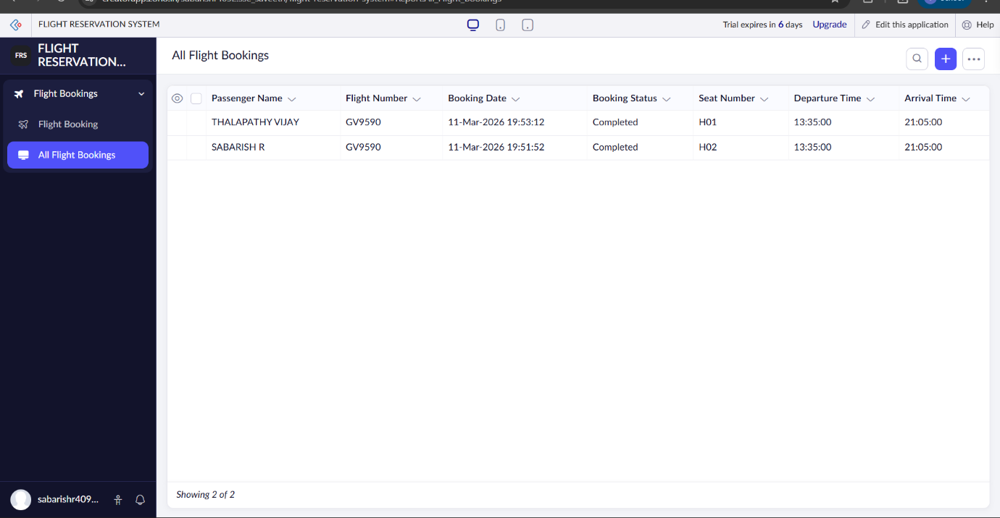 FLIGHT RESERVATION SYSTEM
Trial expires in 6 days Upgrade Edit this application Help
FRS
FLIGHT
RESERVATION...
All Flight Bookings
Flight Bookings
Flight Booking
All Flight Bookings
Passenger Name Flight Number Booking Date Booking Status Seat Number Departure Time Arrival Time
THALAPATHY VIJAY GV9590 11-Mar-2026 19:53:12 Completed H01 13:35:00 21:05:00
SABARISH R GV9590 11-Mar-2026 19:51:52 Completed H02 13:35:00 21:05:00
Showing 2 of 2
sabarishr409...